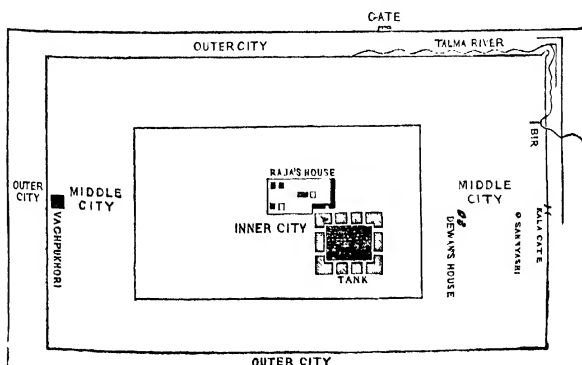 GATE
OUTER CITY
TALMA RIVER
BIR
RAJA'S HOUSE
OUTER
CITY
MIDDLE
CITY
MIDDLE
CITY
VAGHPUKHORI
INNER CITY
DEWAN'S HOUSE
SANYASHI
KALA GATE
TANK
OUTER CITY